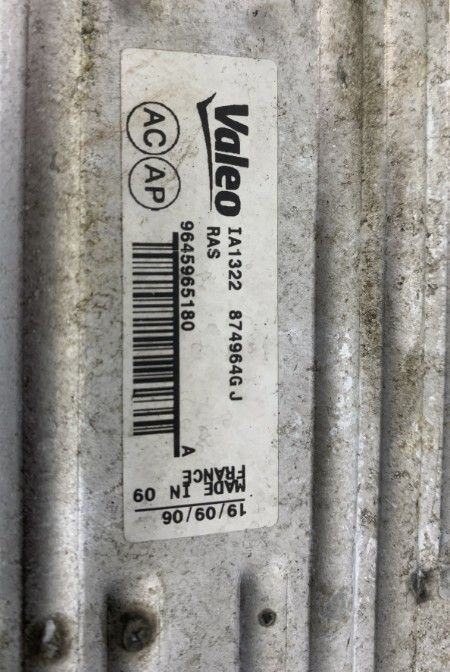 Valeo
AC AP
IA1322 874964G J
RAS
9645965180
A
MADE IN 09
FRANCE
19/09/06